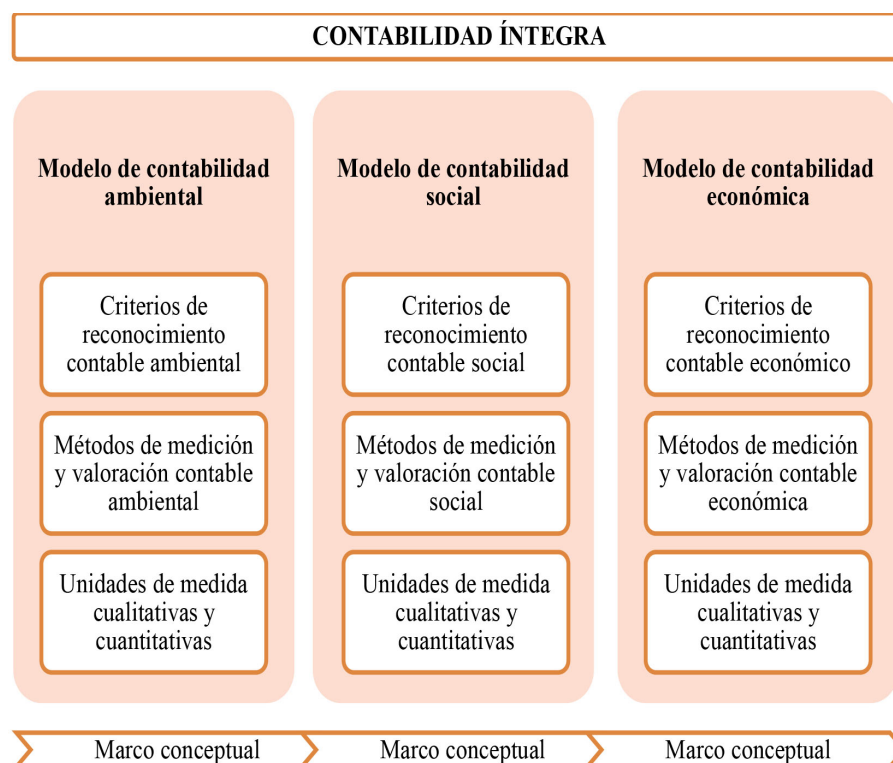 CONTABILIDAD ÍNTEGRA
Modelo de contabilidad
ambiental
Criterios de
reconocimiento
contable ambiental
Métodos de medición
y valoración contable
ambiental
Unidades de medida
cualitativas y
cuantitativas
Modelo de contabilidad
social
Criterios de
reconocimiento
contable social
Métodos de medición
y valoración contable
social
Unidades de medida
cualitativas y
cuantitativas
Modelo de contabilidad
económica
Criterios de
reconocimiento
contable económico
Métodos de medición
y valoración contable
económica
Unidades de medida
cualitativas y
cuantitativas
Marco conceptual
Marco conceptual
Marco conceptual